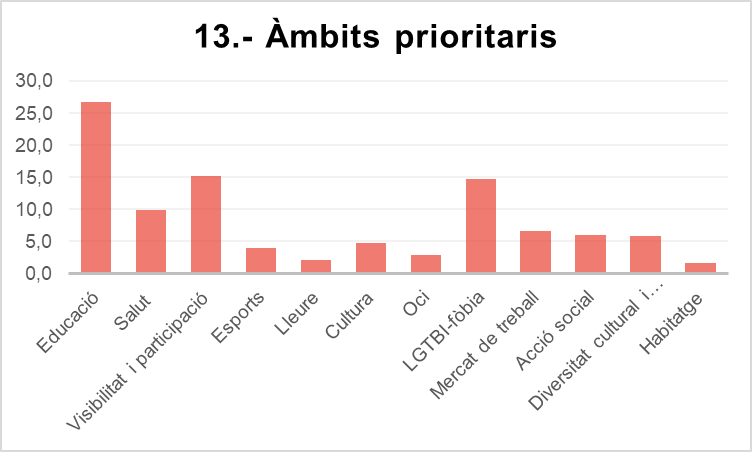 13.- Àmbits prioritaris
30,0
25,0
20,0
15,0
10,0
5,0
0,0
Educació
Salut
Visibilitat i participació
Esports
Lleure
Cultura
Oci
LGTBI-fòbia
Mercat de treball
Acció social
Diversitat cultural i…
Habitatge